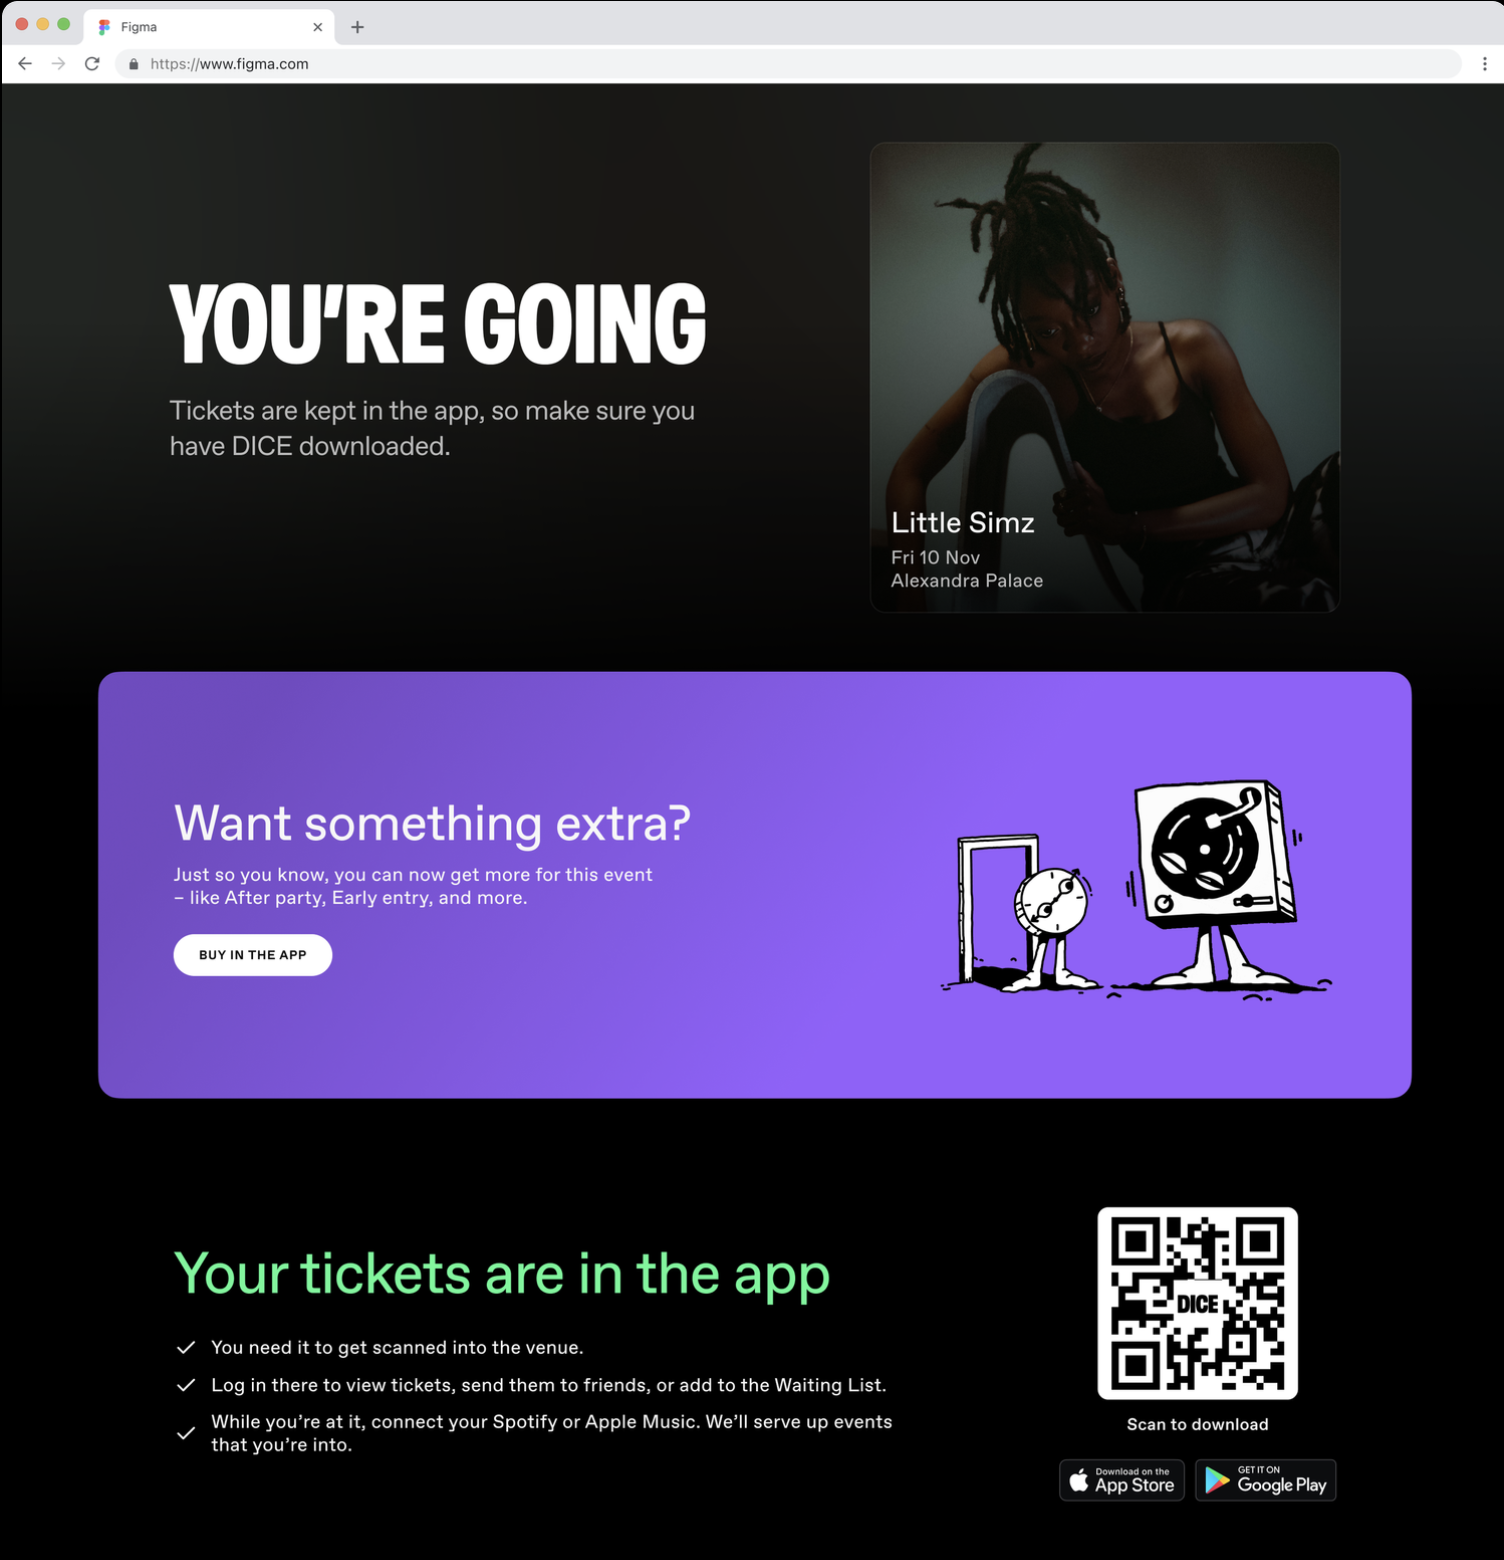 Figma
https://www.figma.com
YOU'RE GOING
Tickets are kept in the app, so make sure you
have DICE downloaded.
Little Simz
Fri 10 Nov
Alexandra Palace
Want something extra?
Just so you know, you can now get more for this event
– like After party, Early entry, and more.
BUY IN THE APP
Your tickets are in the app
You need it to get scanned into the venue.
Log in there to view tickets, send them to friends, or add to the Waiting List.
While you’re at it, connect your Spotify or Apple Music. We’ll serve up events
that you’re into.
DICE
Scan to download
Download on the
App Store
GET IT ON
Google Play